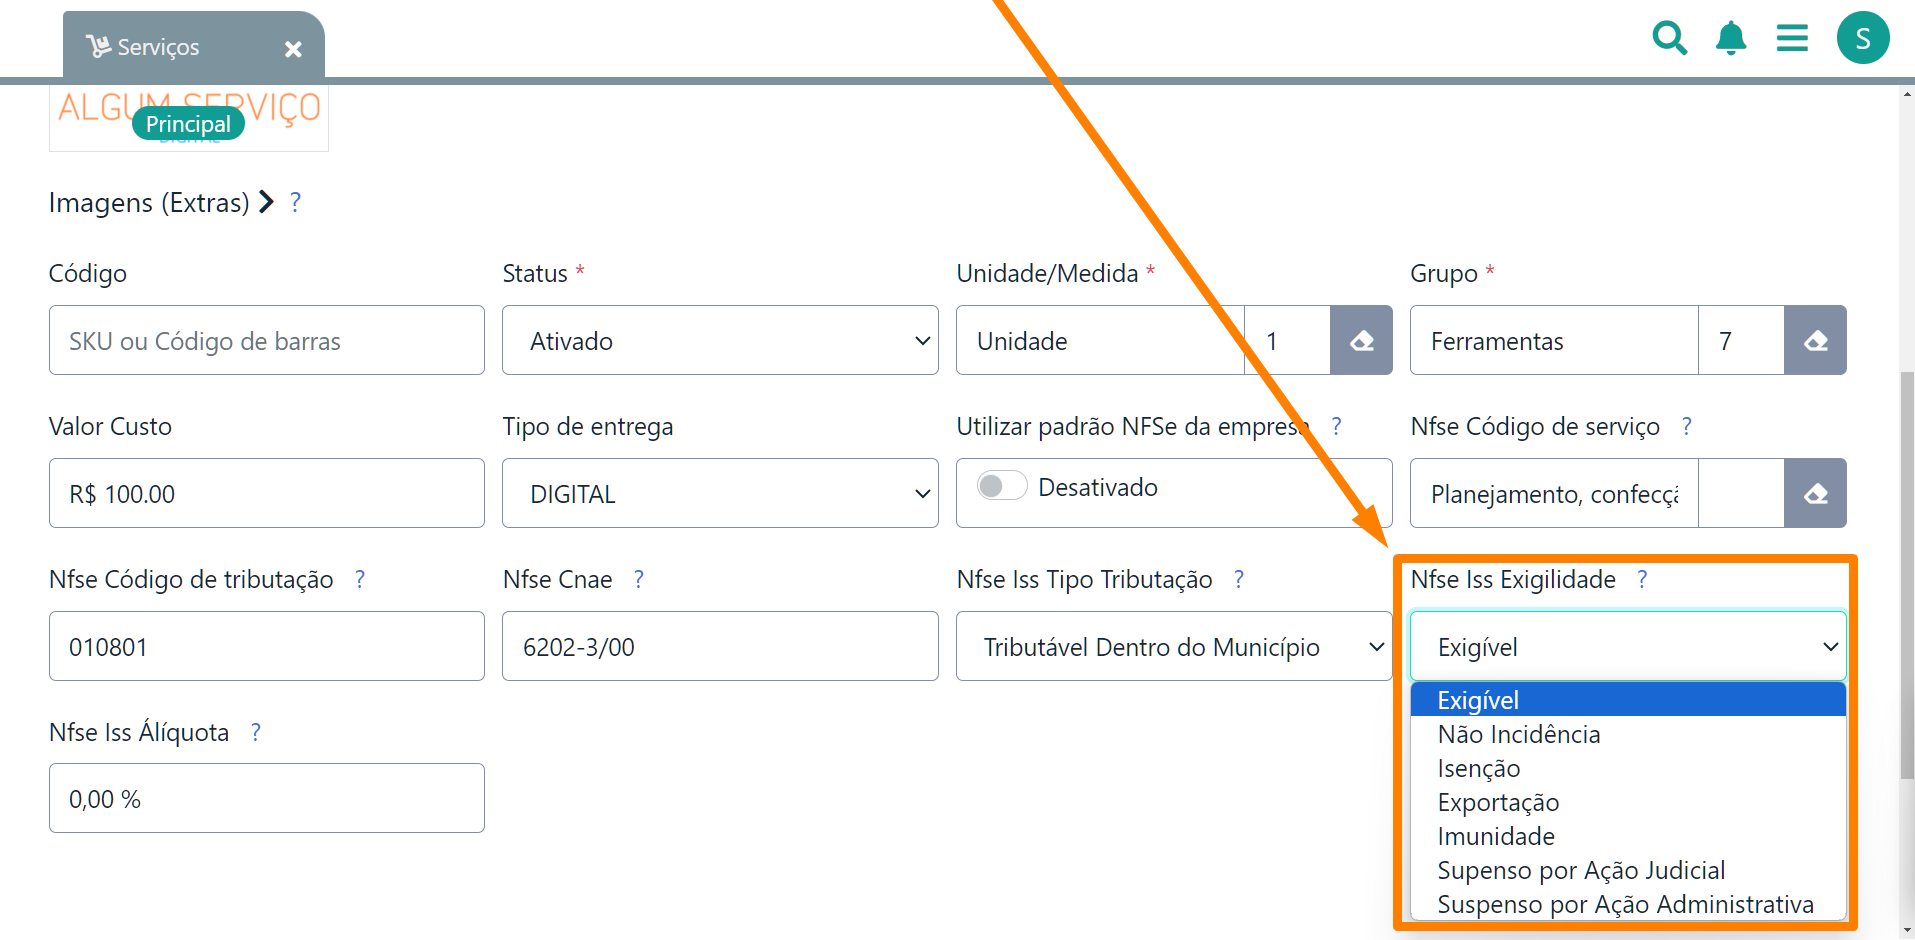 Serviços
S
ALGUM SERVIÇO
Principal
DIGITAL
Imagens (Extras) ?
Código
Status *
Unidade/Medida *
Grupo *
SKU ou Código de barras
Ativado
Unidade 1
Ferramentas 7
Valor Custo
Tipo de entrega
Utilizar padrão NFSe da empresa ?
Nfse Código de serviço ?
R$ 100.00
DIGITAL
Desativado
Planejamento, confecçã
Nfse Código de tributação ?
Nfse Cnae ?
Nfse Iss Tipo Tributação ?
Nfse Iss Exigilidade ?
010801
6202-3/00
Tributável Dentro do Município
Exigível
Exigível
Não Incidência
Isenção
Exportação
Imunidade
Supenso por Ação Judicial
Suspenso por Ação Administrativa
Nfse Iss Álíquota ?
0,00 %